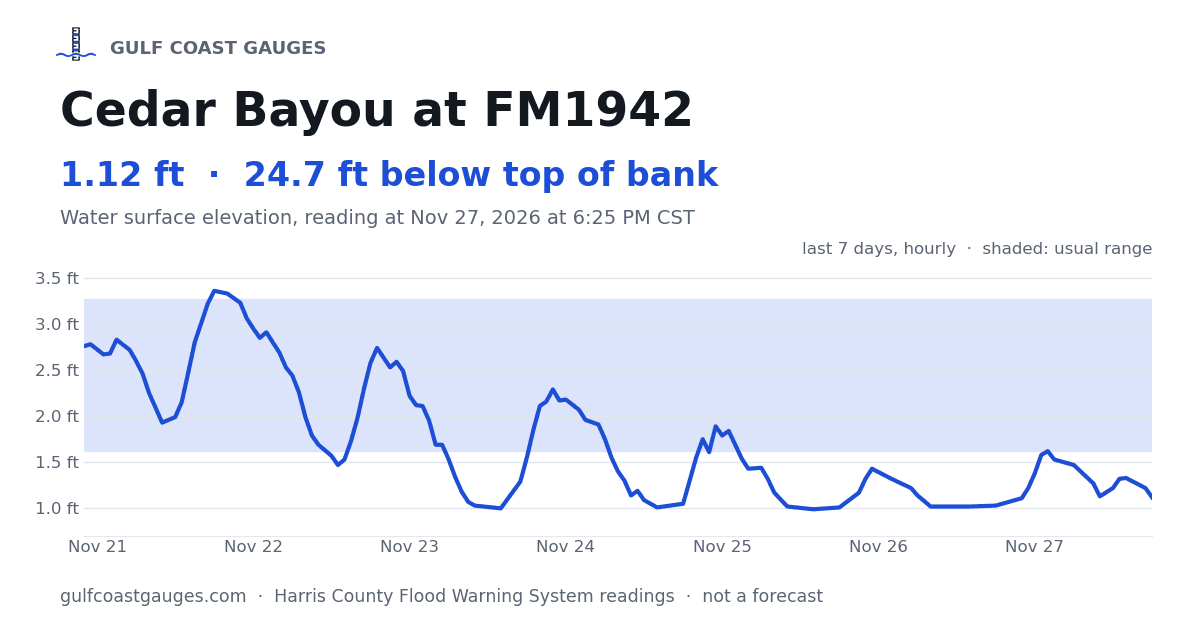 GULF COAST GAUGES
Cedar Bayou at FM1942
1.12 ft · 24.7 ft below top of bank
Water surface elevation, reading at Nov 27, 2026 at 6:25 PM CST
last 7 days, hourly · shaded: usual range
3.5 ft
3.0 ft
2.5 ft
2.0 ft
1.5 ft
1.0 ft
Nov 21 Nov 22 Nov 23 Nov 24 Nov 25 Nov 26 Nov 27
gulfcoastgauges.com · Harris County Flood Warning System readings · not a forecast